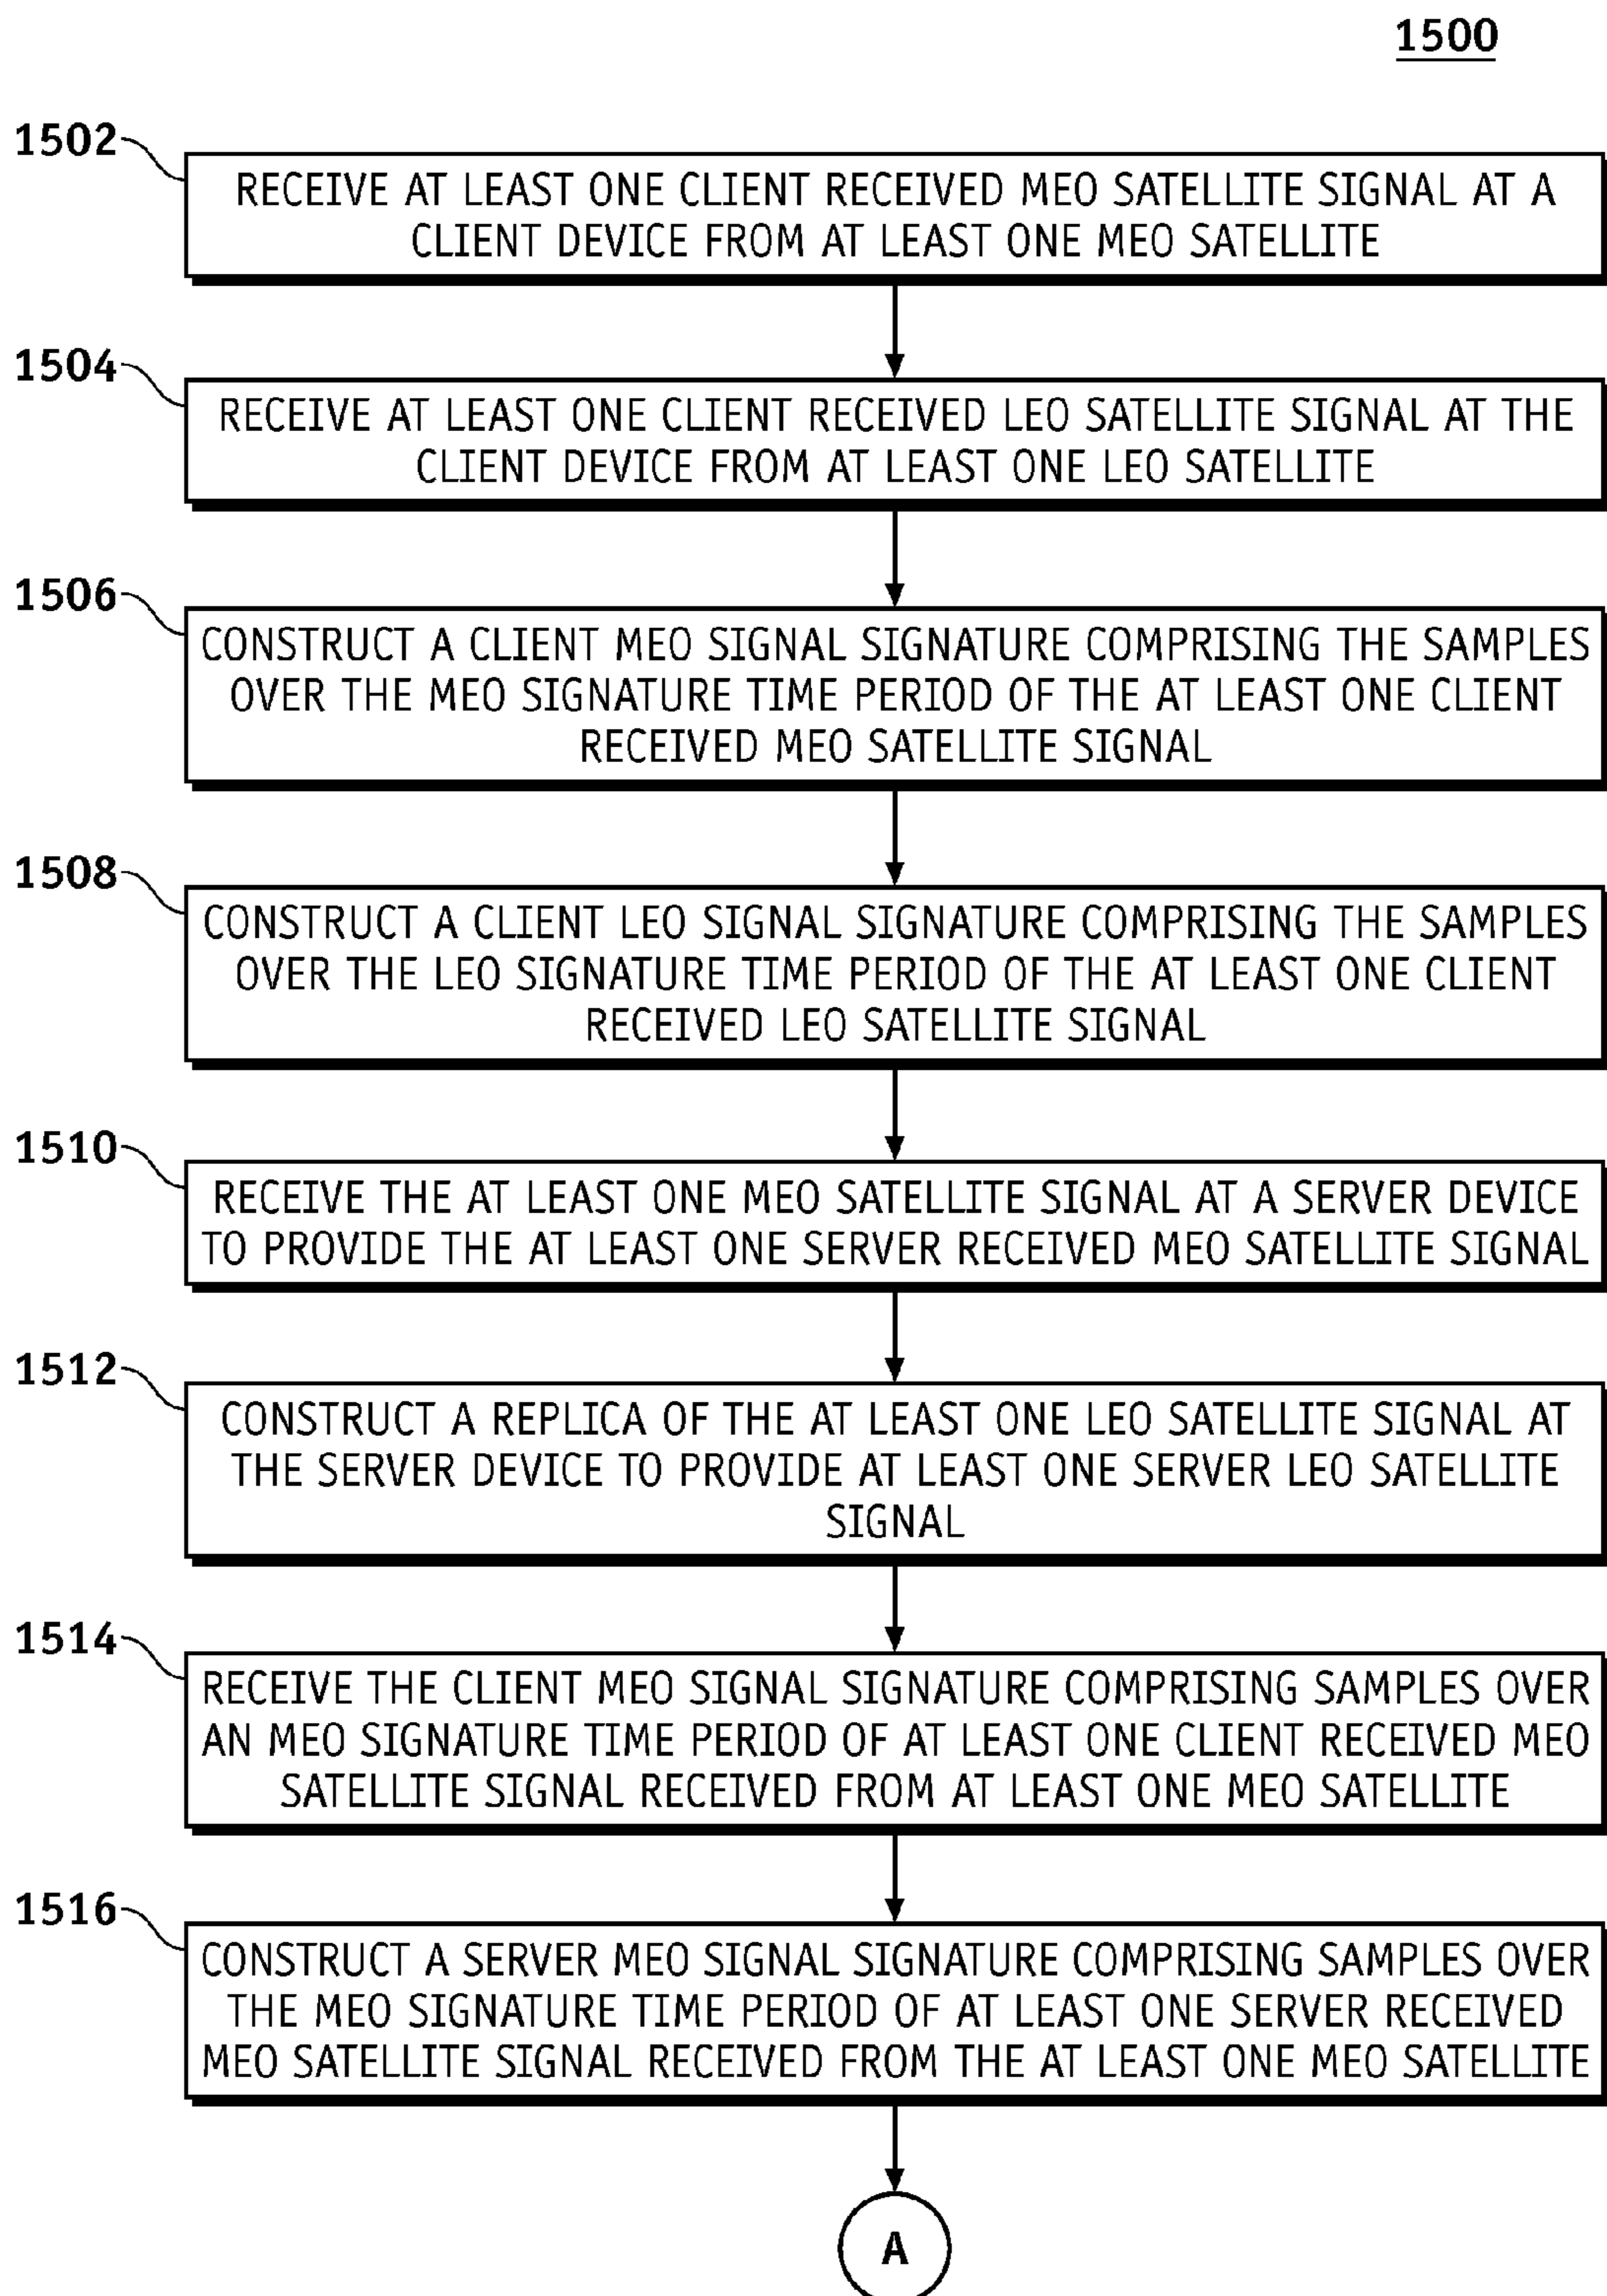 1500
1502
RECEIVE AT LEAST ONE CLIENT RECEIVED MEO SATELLITE SIGNAL AT A
CLIENT DEVICE FROM AT LEAST ONE MEO SATELLITE
1504
RECEIVE AT LEAST ONE CLIENT RECEIVED LEO SATELLITE SIGNAL AT THE
CLIENT DEVICE FROM AT LEAST ONE LEO SATELLITE
1506
CONSTRUCT A CLIENT MEO SIGNAL SIGNATURE COMPRISING THE SAMPLES
OVER THE MEO SIGNATURE TIME PERIOD OF THE AT LEAST ONE CLIENT
RECEIVED MEO SATELLITE SIGNAL
1508
CONSTRUCT A CLIENT LEO SIGNAL SIGNATURE COMPRISING THE SAMPLES
OVER THE LEO SIGNATURE TIME PERIOD OF THE AT LEAST ONE CLIENT
RECEIVED LEO SATELLITE SIGNAL
1510
RECEIVE THE AT LEAST ONE MEO SATELLITE SIGNAL AT A SERVER DEVICE
TO PROVIDE THE AT LEAST ONE SERVER RECEIVED MEO SATELLITE SIGNAL
1512
CONSTRUCT A REPLICA OF THE AT LEAST ONE LEO SATELLITE SIGNAL AT
THE SERVER DEVICE TO PROVIDE AT LEAST ONE SERVER LEO SATELLITE
SIGNAL
1514
RECEIVE THE CLIENT MEO SIGNAL SIGNATURE COMPRISING SAMPLES OVER
AN MEO SIGNATURE TIME PERIOD OF AT LEAST ONE CLIENT RECEIVED MEO
SATELLITE SIGNAL RECEIVED FROM AT LEAST ONE MEO SATELLITE
1516
CONSTRUCT A SERVER MEO SIGNAL SIGNATURE COMPRISING SAMPLES OVER
THE MEO SIGNATURE TIME PERIOD OF AT LEAST ONE SERVER RECEIVED
MEO SATELLITE SIGNAL RECEIVED FROM THE AT LEAST ONE MEO SATELLITE
A